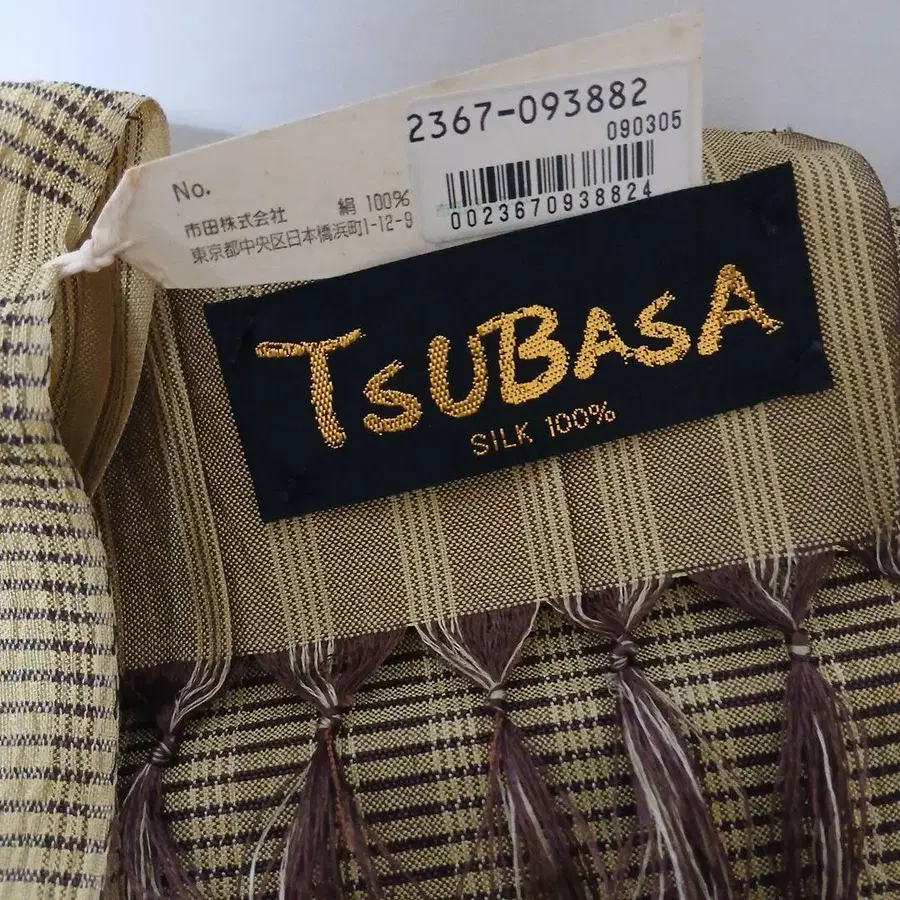 2367-093882
090305
0023670938824
No.
市田株式会社 絹 100%
東京都中央区日本橋浜町1-12-9
TSUBASA
SILK 100%